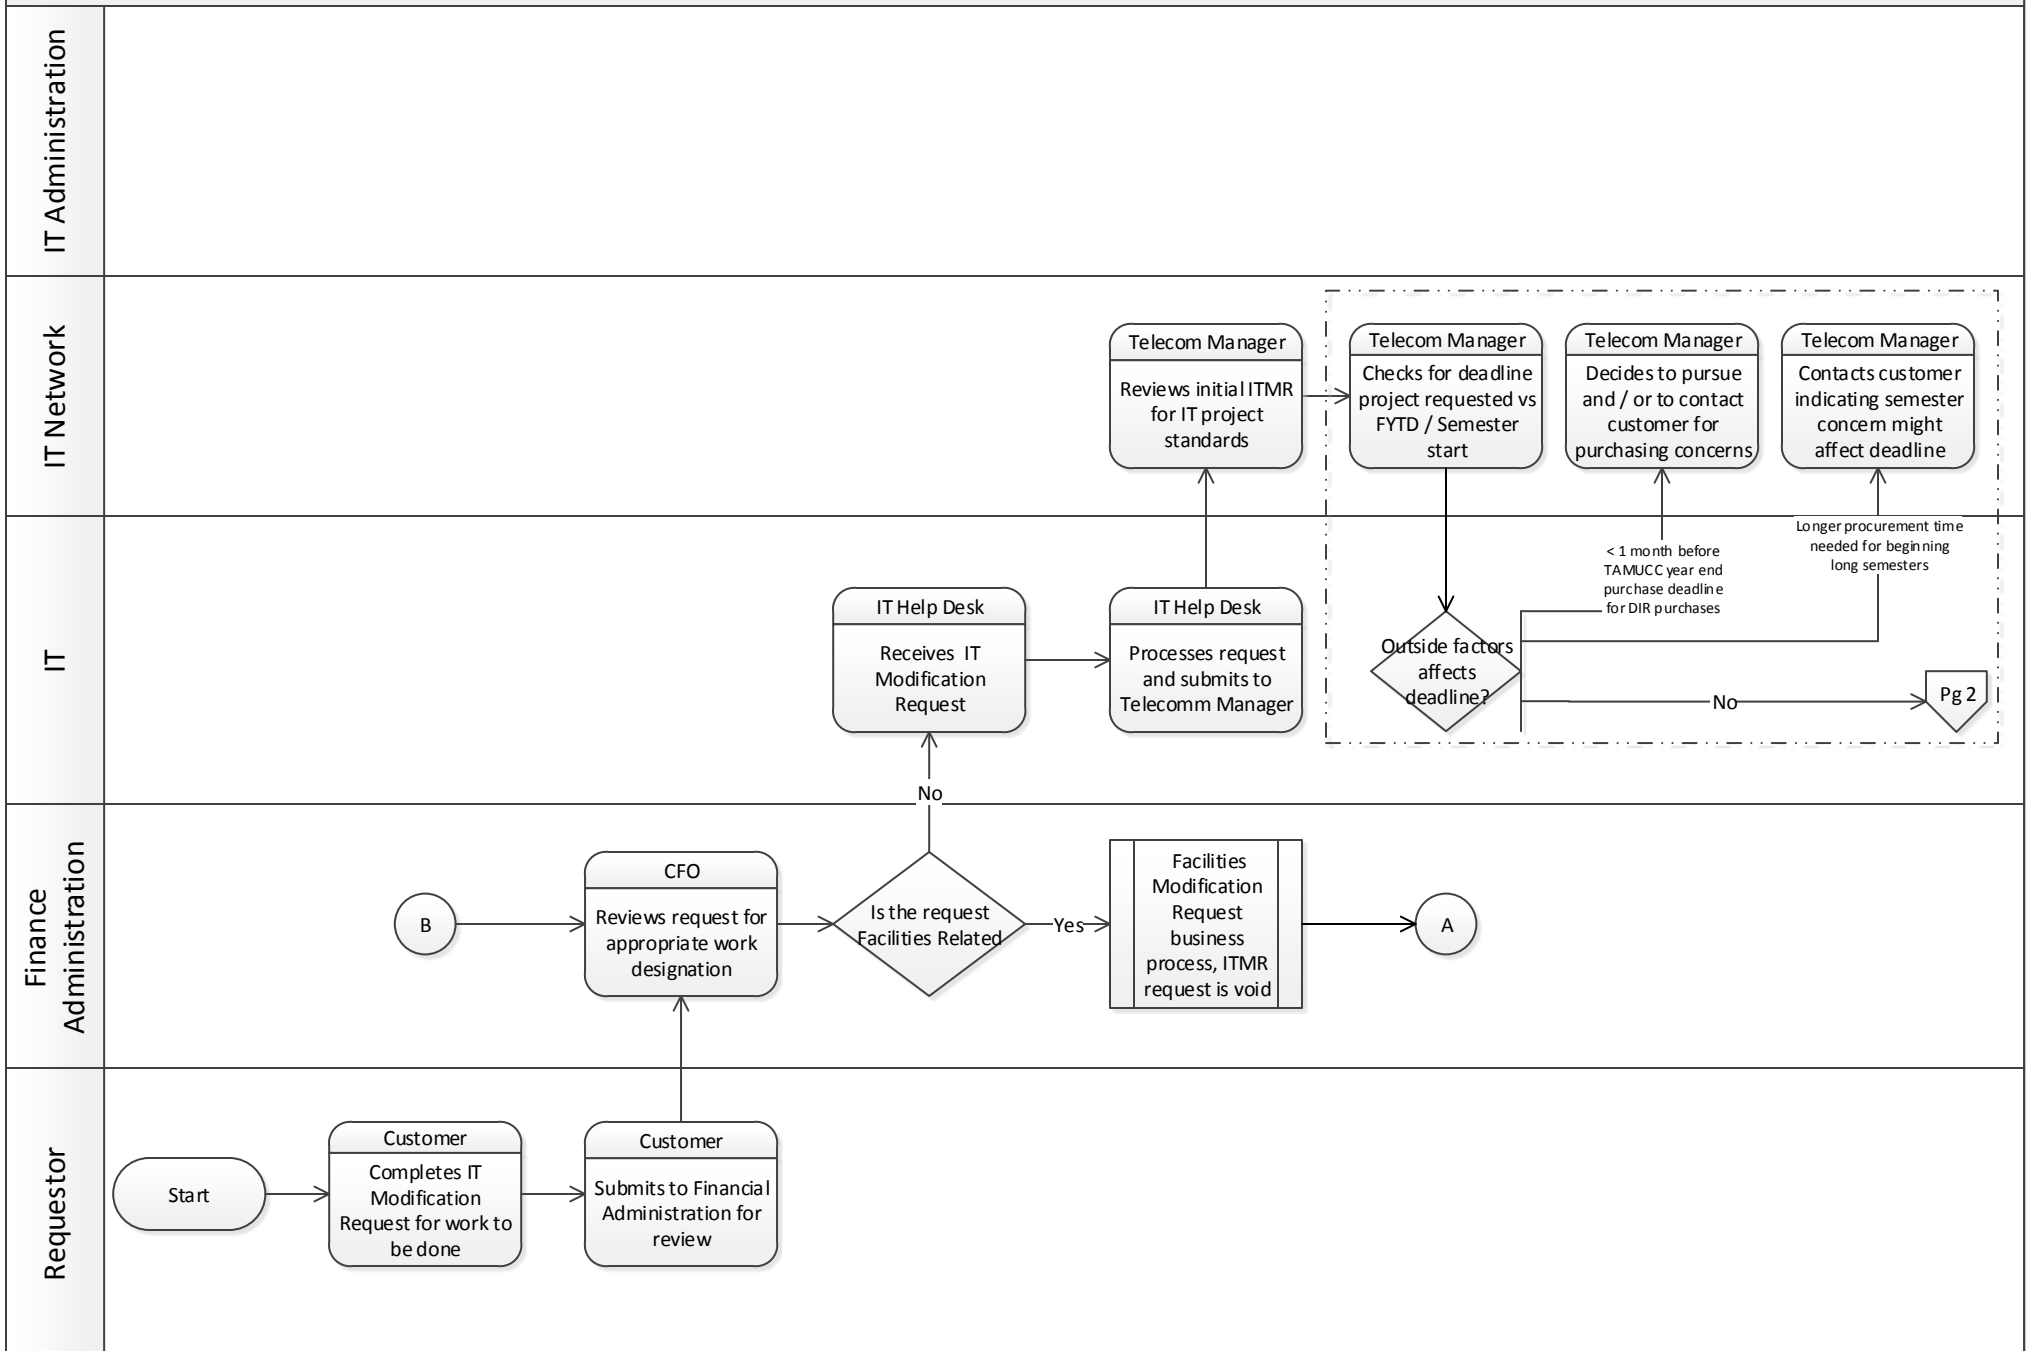 IT Administration
IT Network
Telecom Manager
Reviews initial ITMR
for IT project
standards
Telecom Manager
Checks for deadline
project requested vs
FYTD / Semester
start
Telecom Manager
Decides to pursue
and / or to contact
customer for
purchasing concerns
Telecom Manager
Contacts customer
indicating semester
concern might
affect deadline
IT
IT Help Desk
Receives IT
Modification
Request
IT Help Desk
Processes request
and submits to
Telecomm Manager
Outside factors
affects
deadline?
< 1 month before
TAMUCC year end
purchase deadline
for DIR purchases
Longer procurement time
needed for beginning
long semesters
No
Pg 2
No
Finance
Administration
B
CFO
Reviews request for
appropriate work
designation
Is the request
Facilities Related
Yes
Facilities
Modification
Request
business
process, ITMR
request is void
A
Requestor
Start
Customer
Completes IT
Modification
Request for work to
be done
Customer
Submits to Financial
Administration for
review